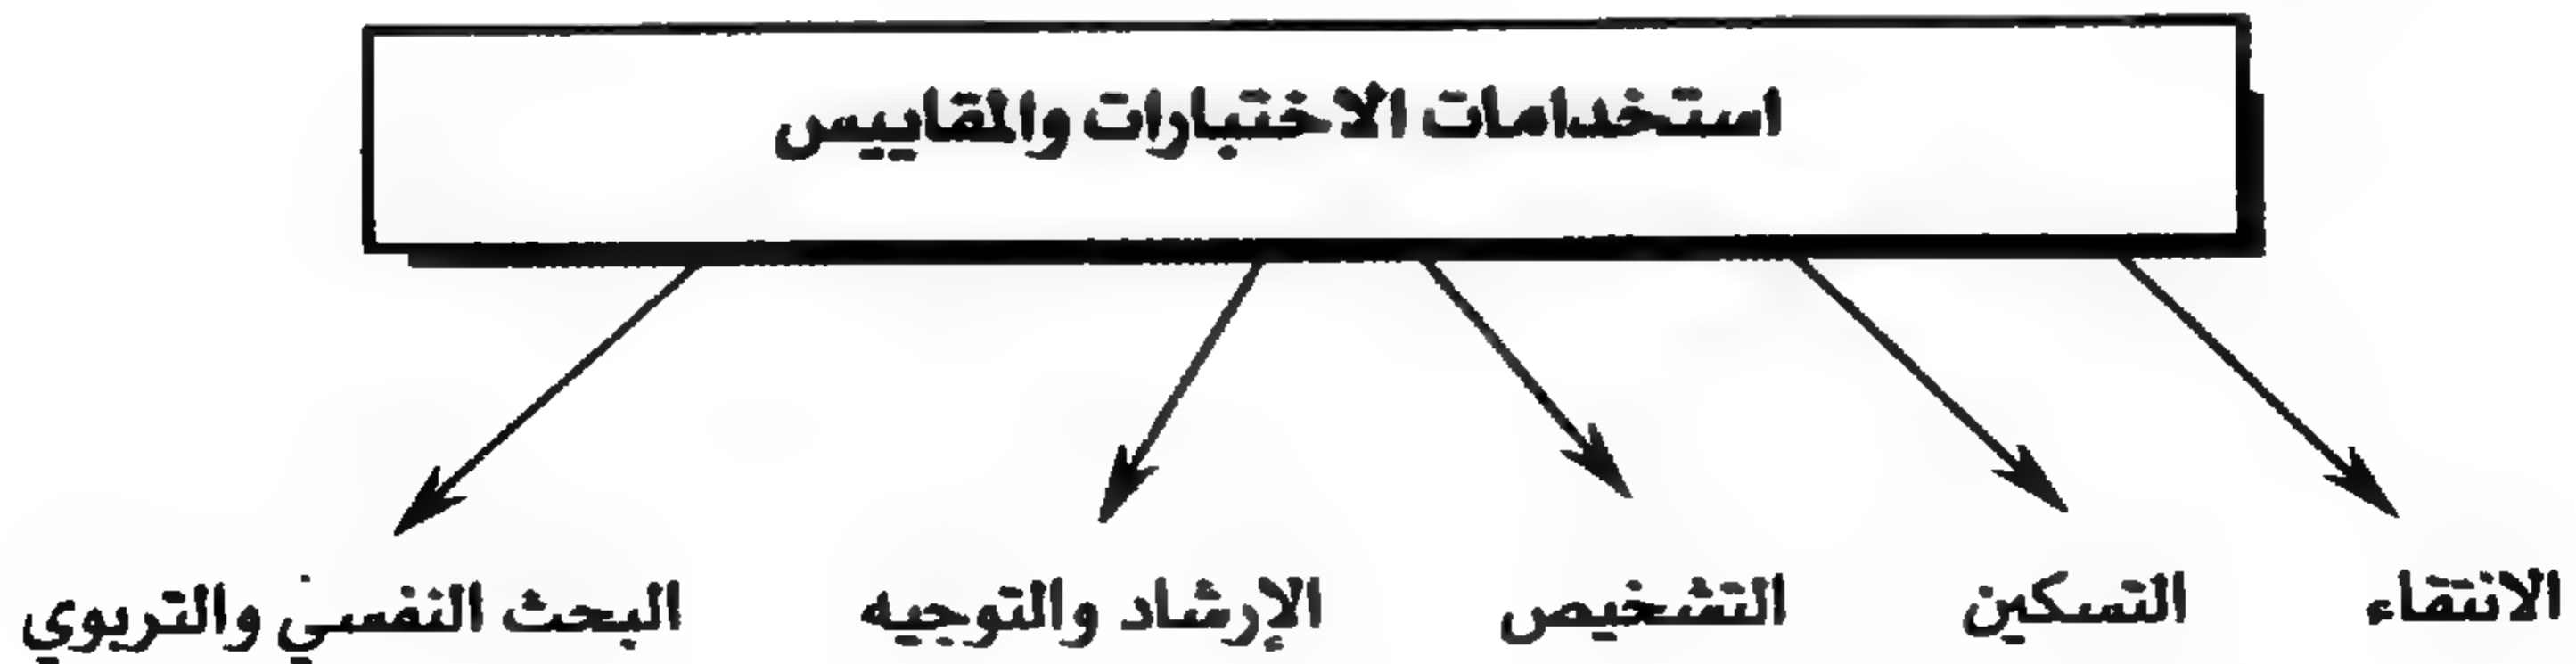 استخدامات الاختبارات والمقاييس
الانتقاء
التسكين
التشخيص
الإرشاد والتوجيه
البحث النفسي والتربوي